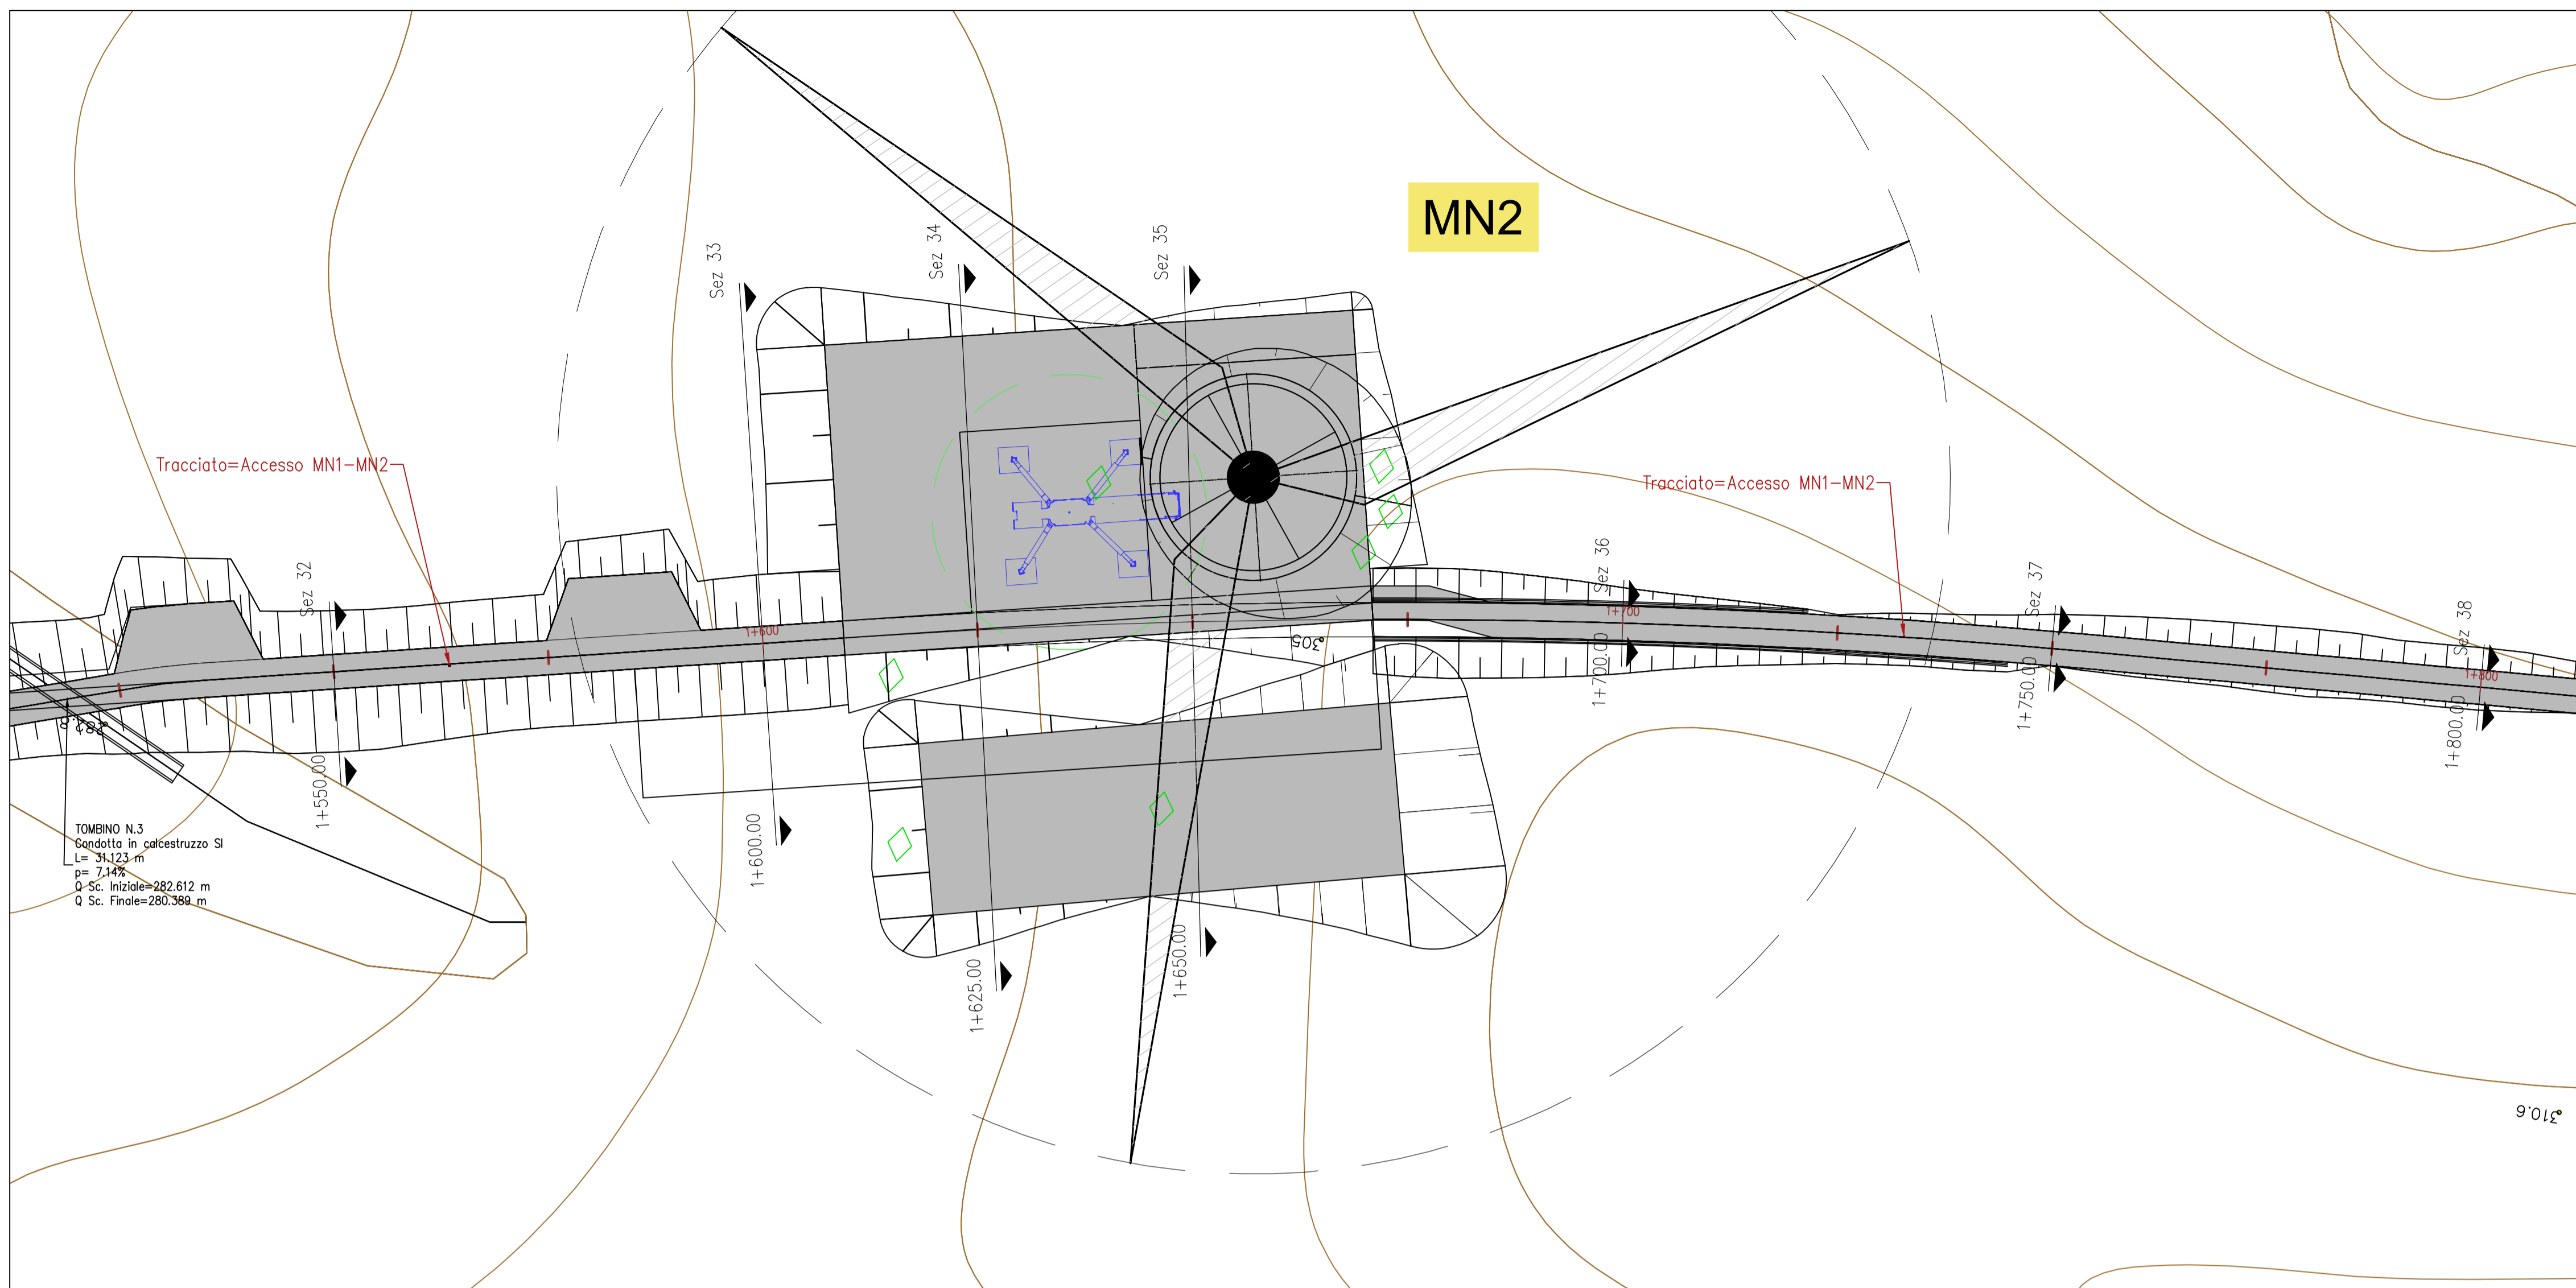 MN2
Sez 33
Sez 34
Sez 35
Tracciato=Accesso MN1-MN2
Tracciato=Accesso MN1-MN2
Sez 32
Sez 36
Sez 37
Sez 38
1+600
1+700
1+800
305
1+700.00
1+750.00
1+800.00
1+550.00
1+600.00
1+625.00
1+650.00
TOMBINO N.3
Condotta in calcestruzzo SI
L= 31.123 m
p= 7.14%
Q Sc. Iniziale=282.612 m
Q Sc. Finale=280.389 m
310.6